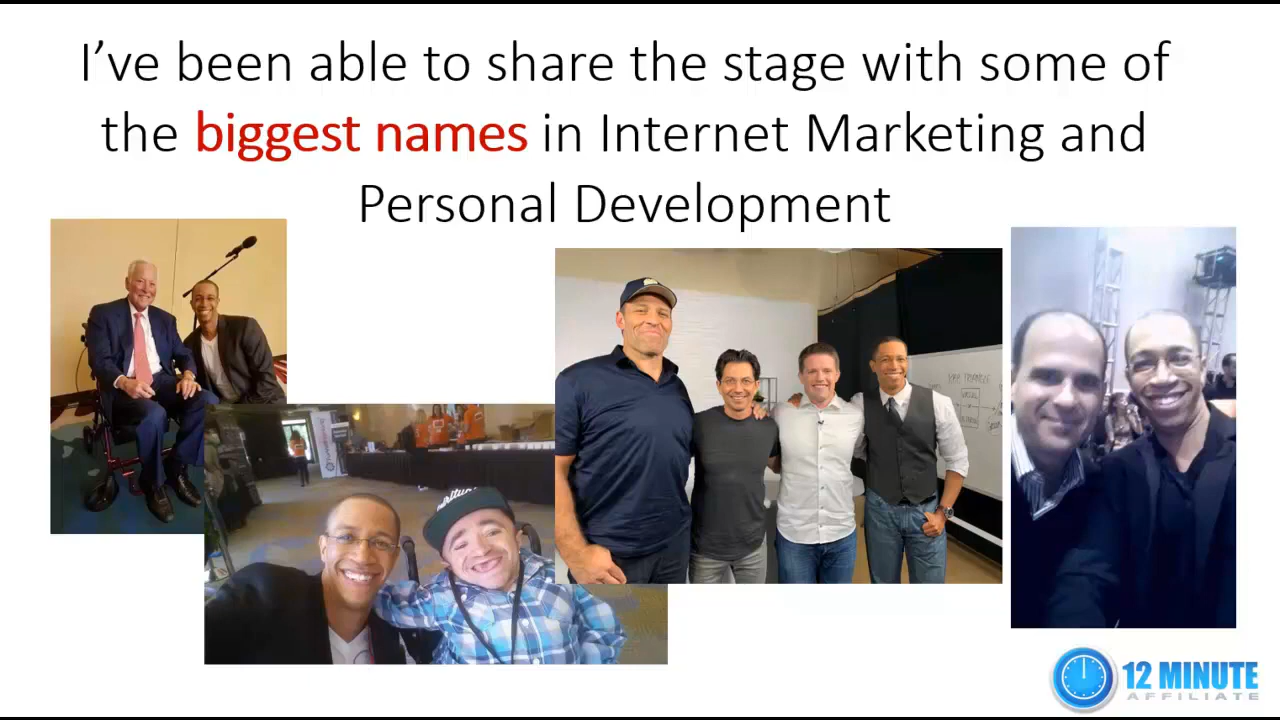 I’ve been able to share the stage with some of
the biggest names in Internet Marketing and
Personal Development
12 MINUTE
AFFILIATE